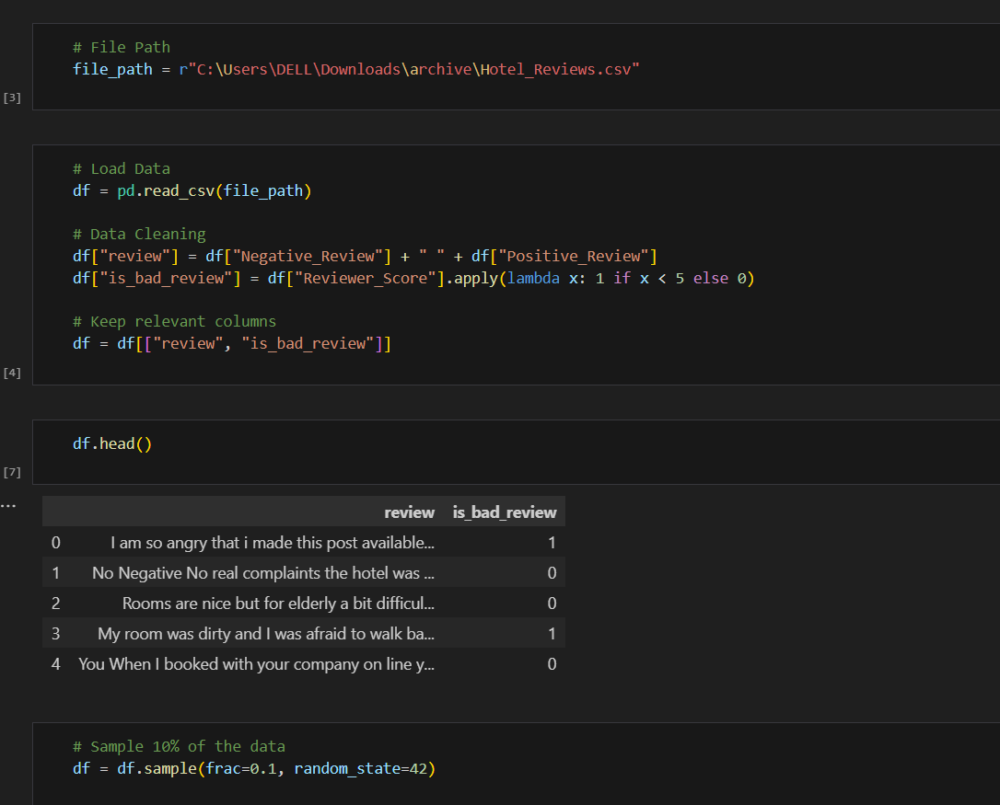 # File Path
file_path = r"C:\Users\DELL\Downloads\archive\Hotel_Reviews.csv"
[3]
# Load Data
df = pd.read_csv(file_path)
# Data Cleaning
df["review"] = df["Negative_Review"] + " " + df["Positive_Review"]
df["is_bad_review"] = df["Reviewer_Score"].apply(lambda x: 1 if x < 5 else 0)
# Keep relevant columns
df = df[["review", "is_bad_review"]]
[4]
df.head()
[7]
...
review is_bad_review
0 I am so angry that i made this post available... 1
1 No Negative No real complaints the hotel was ... 0
2 Rooms are nice but for elderly a bit difficul... 0
3 My room was dirty and I was afraid to walk ba... 1
4 You When I booked with your company on line y... 0
# Sample 10% of the data
df = df.sample(frac=0.1, random_state=42)